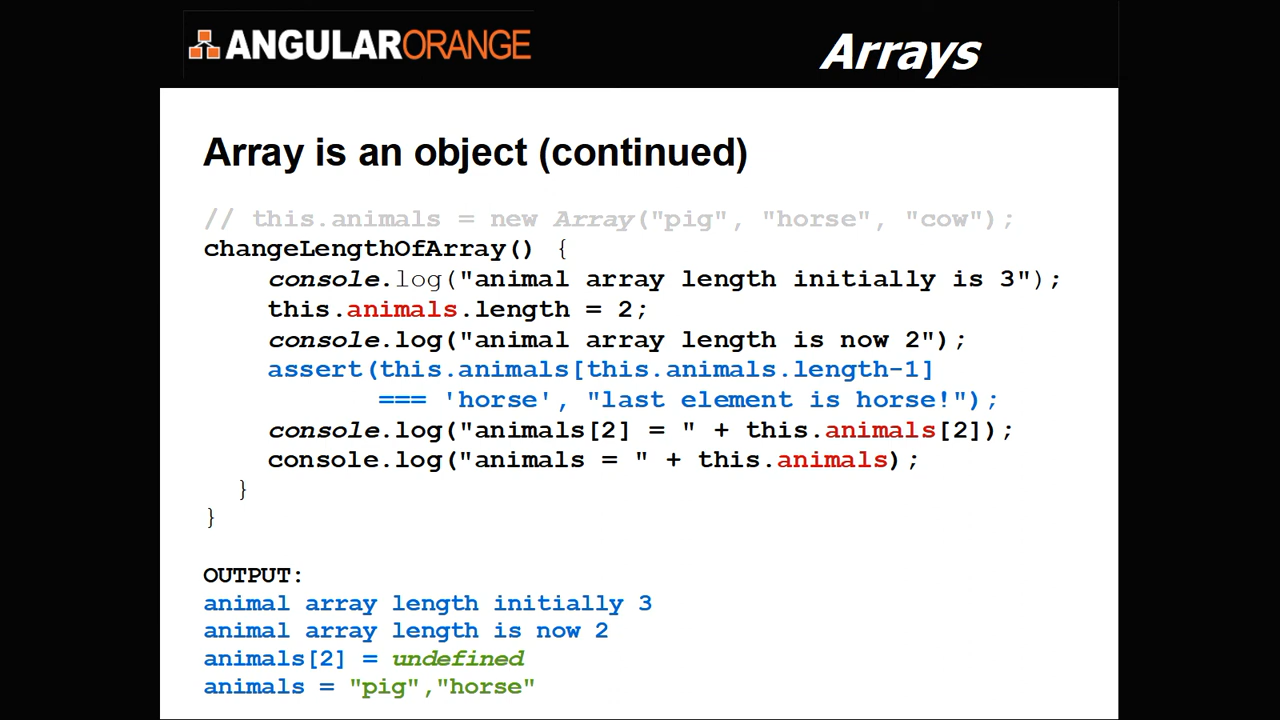 ANGULARORANGE
Arrays
Array is an object (continued)
// this.animals = new Array("pig", "horse", "cow");
changeLengthOfArray() {
console.log("animal array length initially is 3");
this.animals.length = 2;
console.log("animal array length is now 2");
assert(this.animals[this.animals.length-1]
=== 'horse', "last element is horse!");
console.log("animals[2] = " + this.animals[2]);
console.log("animals = " + this.animals);
}
}
OUTPUT:
animal array length initially 3
animal array length is now 2
animals[2] = undefined
animals = "pig","horse"